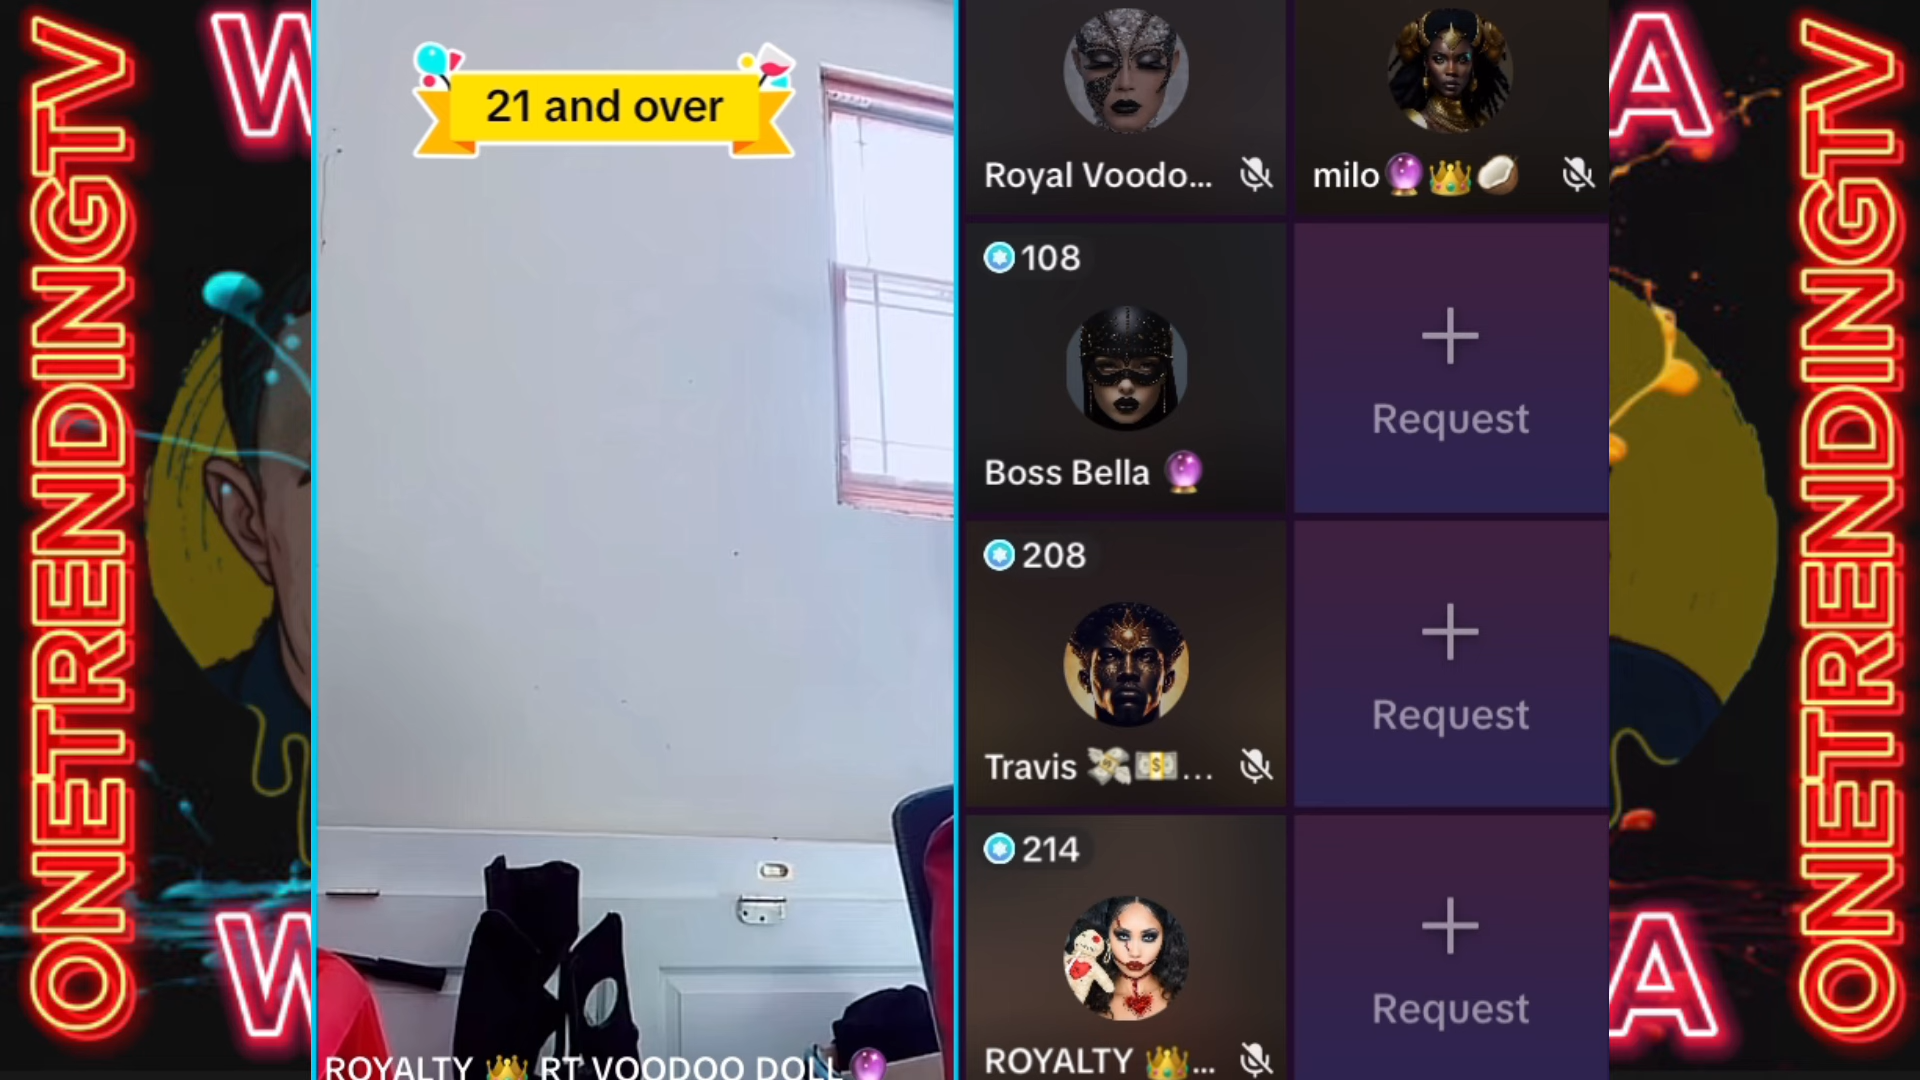 ONETRENDINGTV
W
W
21 and over
ROYALTY 👑 RT VOODOO DOLL 🔮
Royal Voodo...
milo🔮👑🥥
108
Boss Bella 🔮
Request
208
Travis 💸💵...
Request
214
ROYALTY 👑...
Request
A
A
ONETRENDINGTV